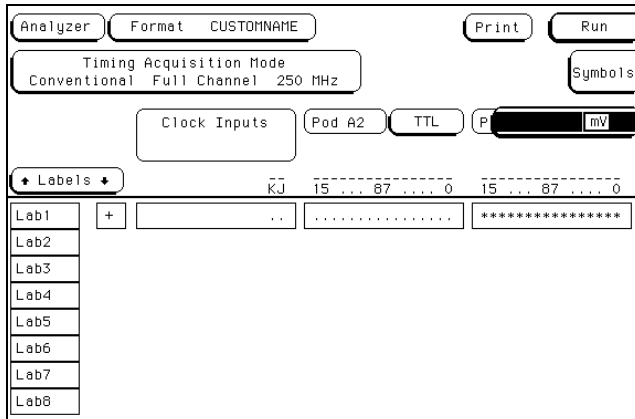 Analyzer Format CUSTOMNAME Print Run
Timing Acquisition Mode
Conventional Full Channel 250 MHz
Symbols
Clock Inputs Pod A2 TTL P mV
↑ Labels ↓
KJ 15 ... 87 .... 0 15 ... 87 .... 0
Lab1 + .. ................ ****************
Lab2
Lab3
Lab4
Lab5
Lab6
Lab7
Lab8